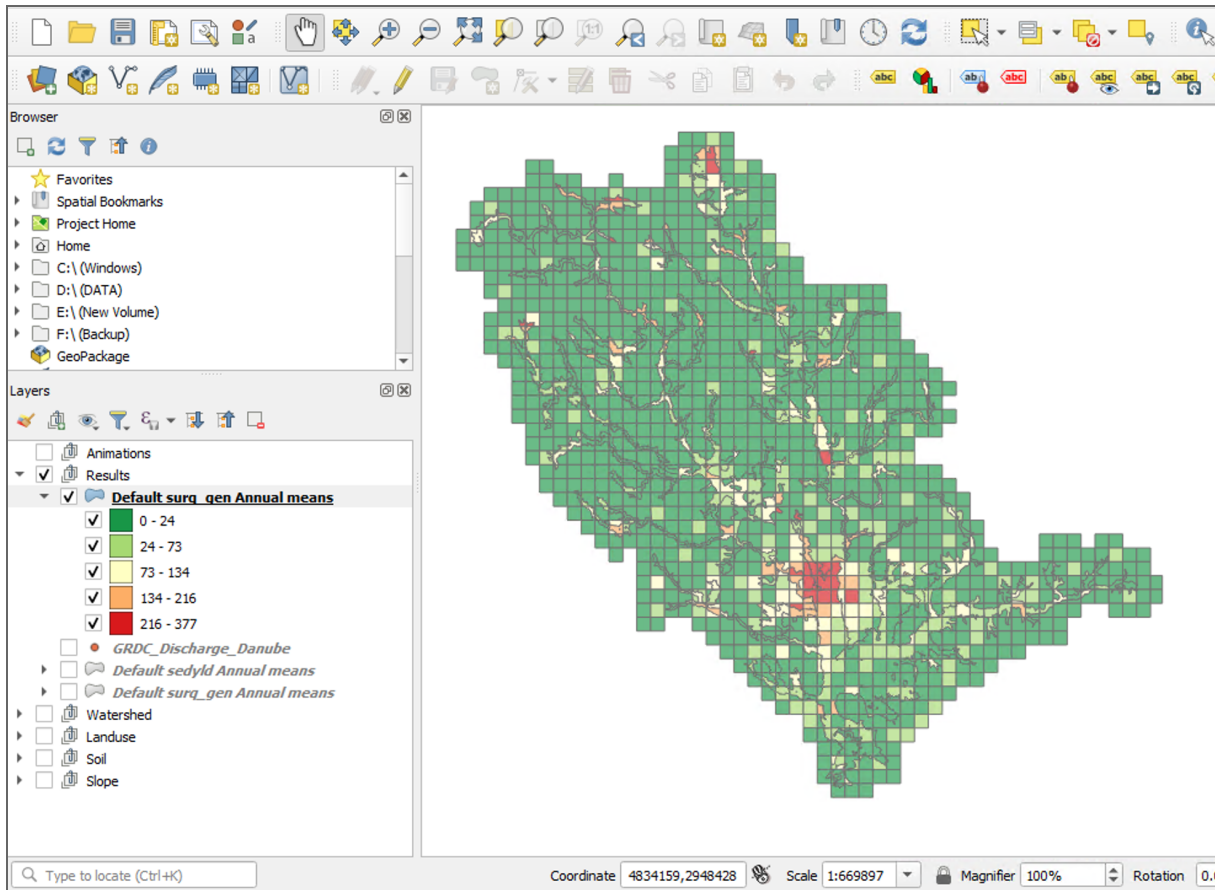 abc
ab
abc
ab
abc
abc
abc
Browser
Favorites
Spatial Bookmarks
Project Home
Home
C:\ (Windows)
D:\ (DATA)
E:\ (New Volume)
F:\ (Backup)
GeoPackage
Layers
Animations
Results
Default surq_gen Annual means
0 - 24
24 - 73
73 - 134
134 - 216
216 - 377
GRDC_Discharge_Danube
Default sedyld Annual means
Default surq_gen Annual means
Watershed
Landuse
Soil
Slope
Type to locate (Ctrl+K)
Coordinate 4834159,2948428 Scale 1:669897 Magnifier 100% Rotation 0.